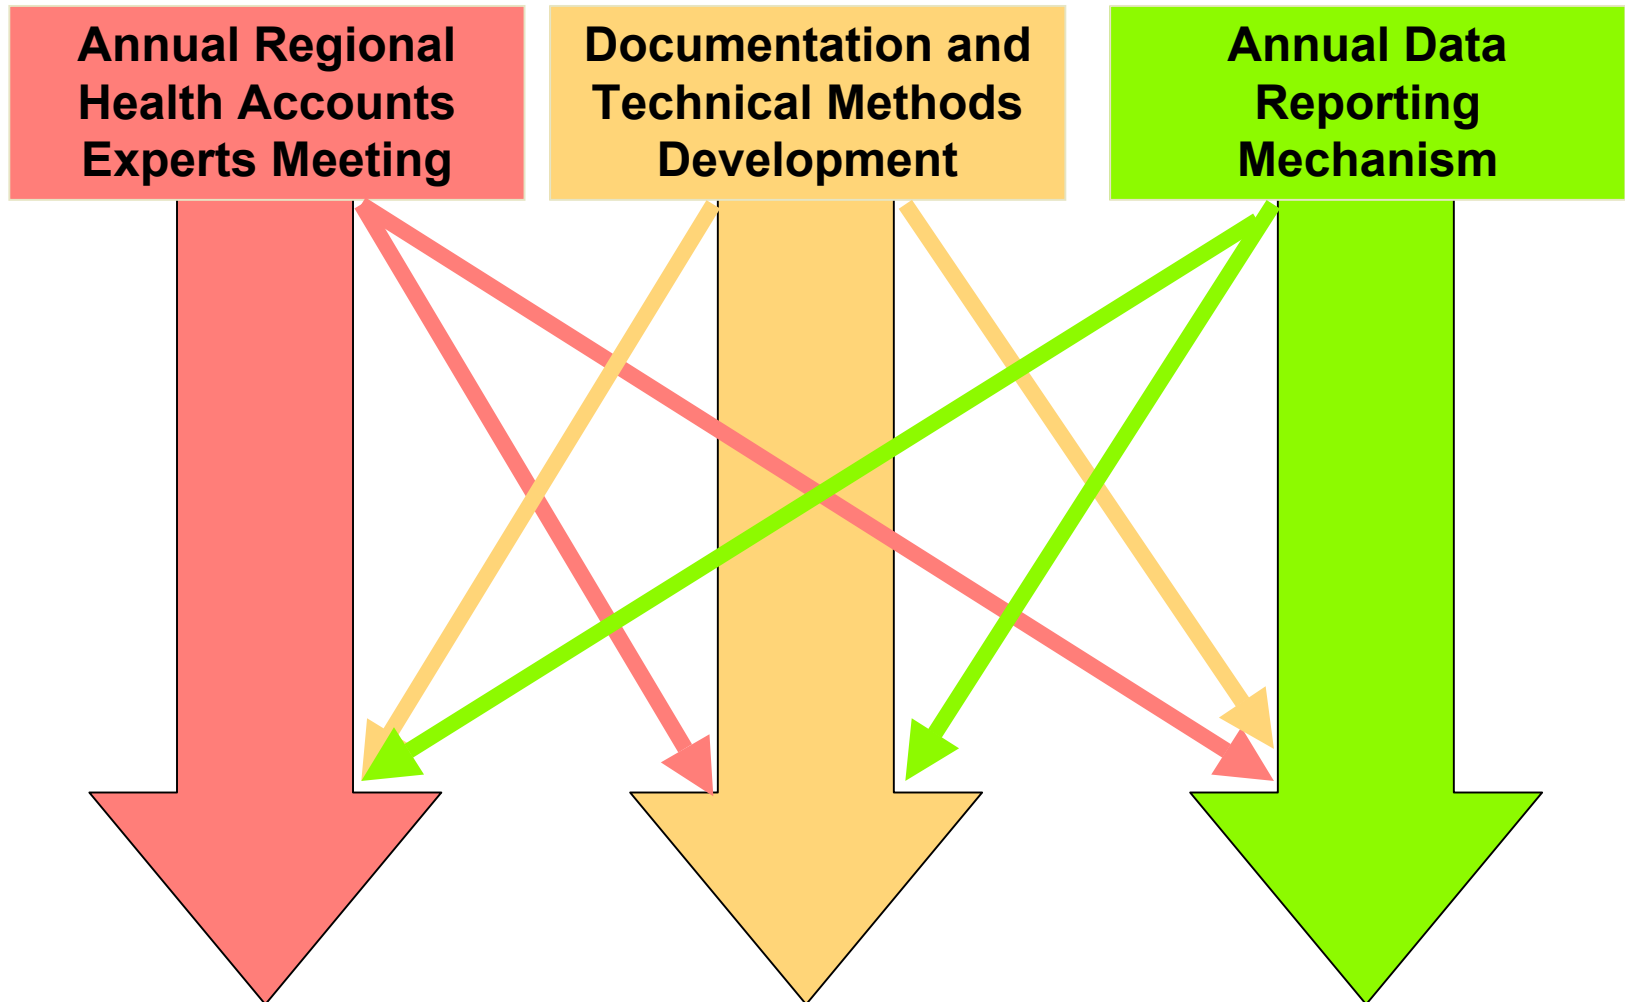 Annual Regional
Health Accounts
Experts Meeting
Documentation and
Technical Methods
Development
Annual Data
Reporting
Mechanism